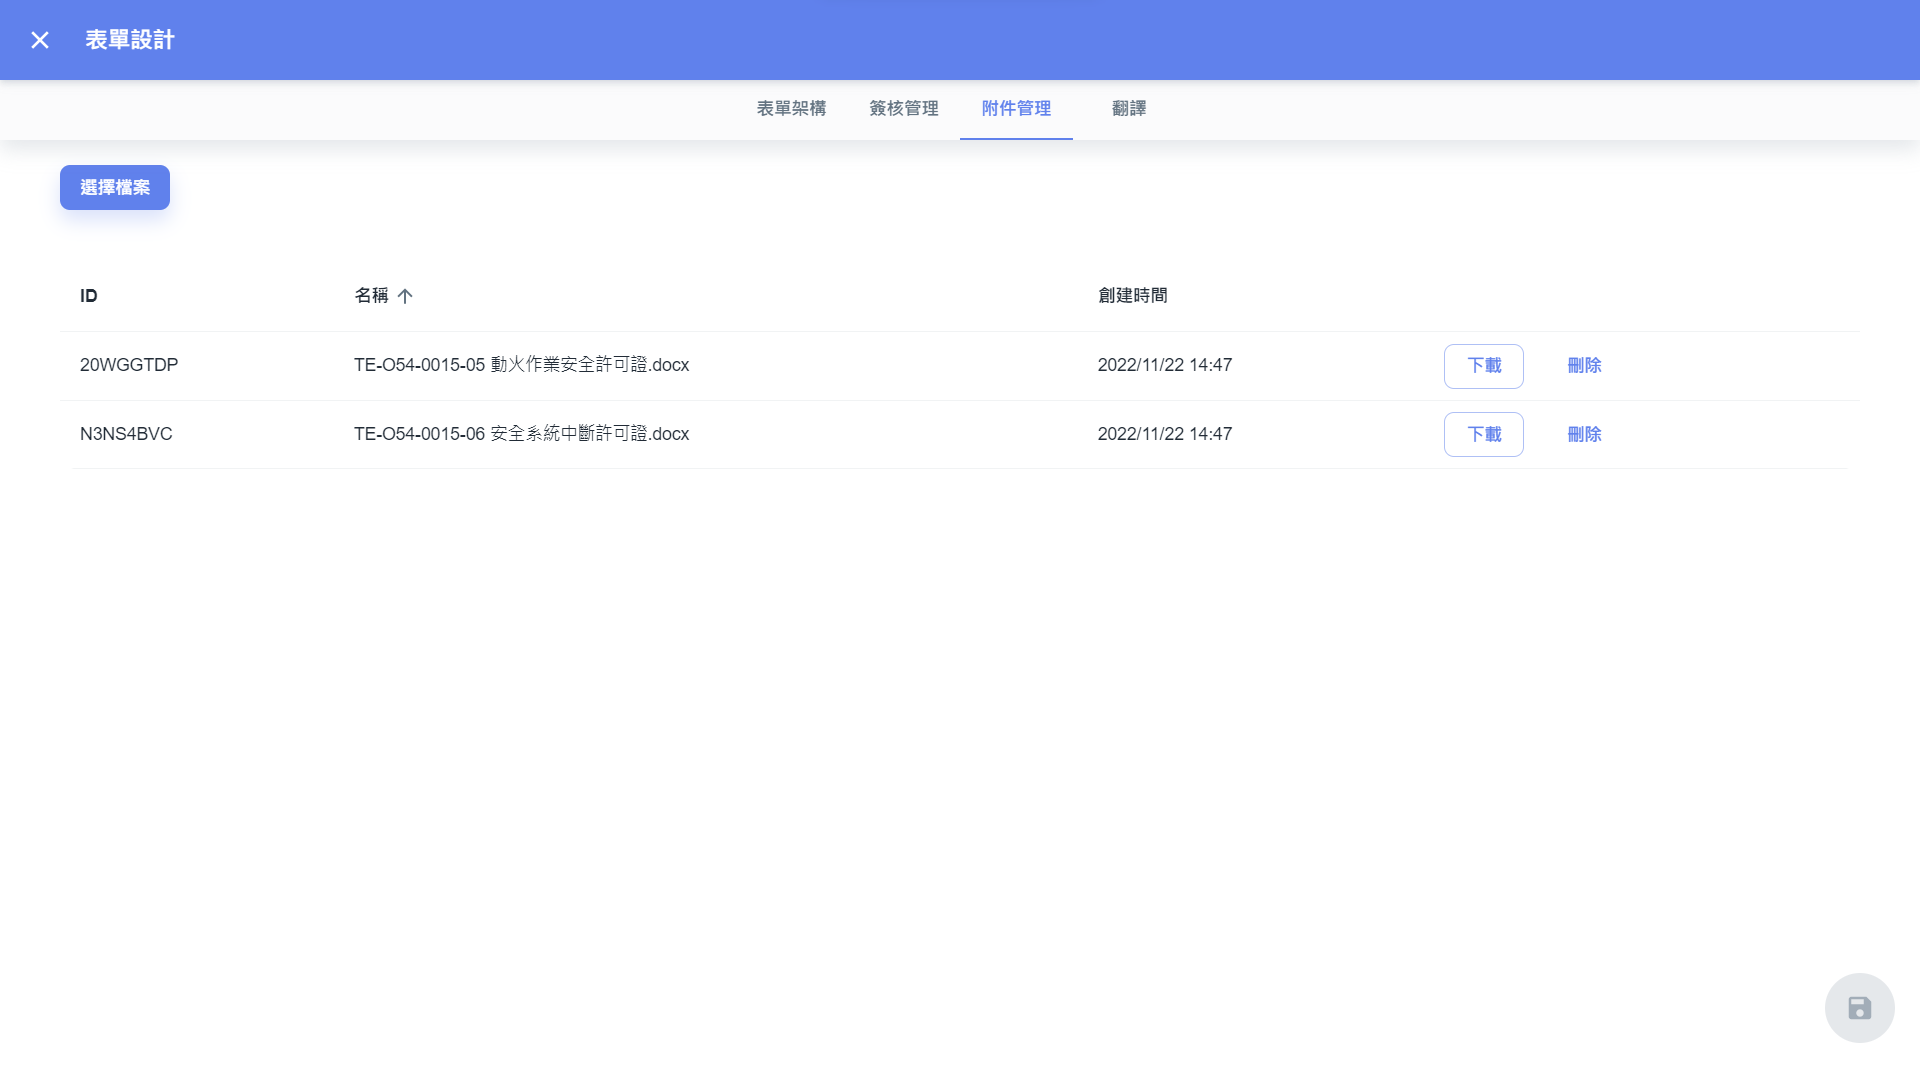 表單設計
表單架構 簽核管理 附件管理 翻譯
選擇檔案
ID 名稱 創建時間
20WGGTDP TE-O54-0015-05 動火作業安全許可證.docx 2022/11/22 14:47 下載 刪除
N3NS4BVC TE-O54-0015-06 安全系統中斷許可證.docx 2022/11/22 14:47 下載 刪除